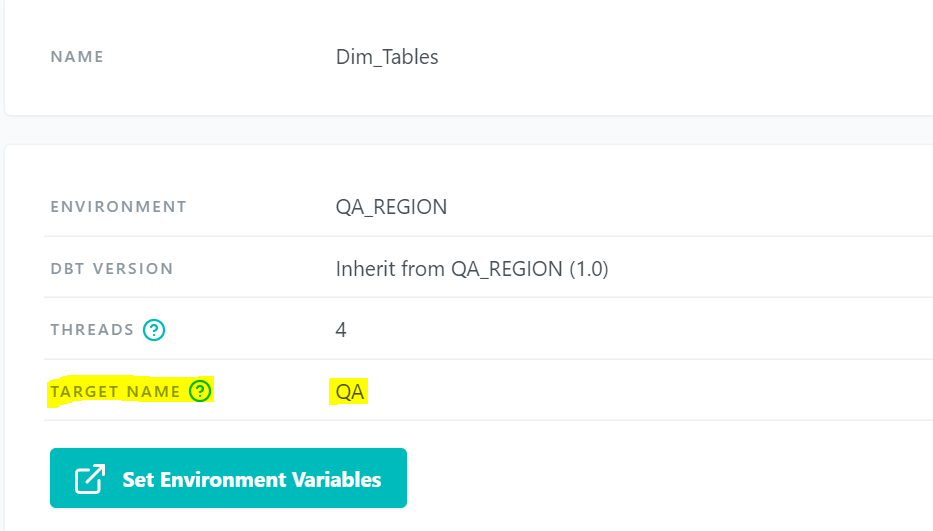 NAME Dim_Tables
ENVIRONMENT QA_REGION
DBT VERSION Inherit from QA_REGION (1.0)
THREADS ? 4
TARGET NAME ? QA
Set Environment Variables